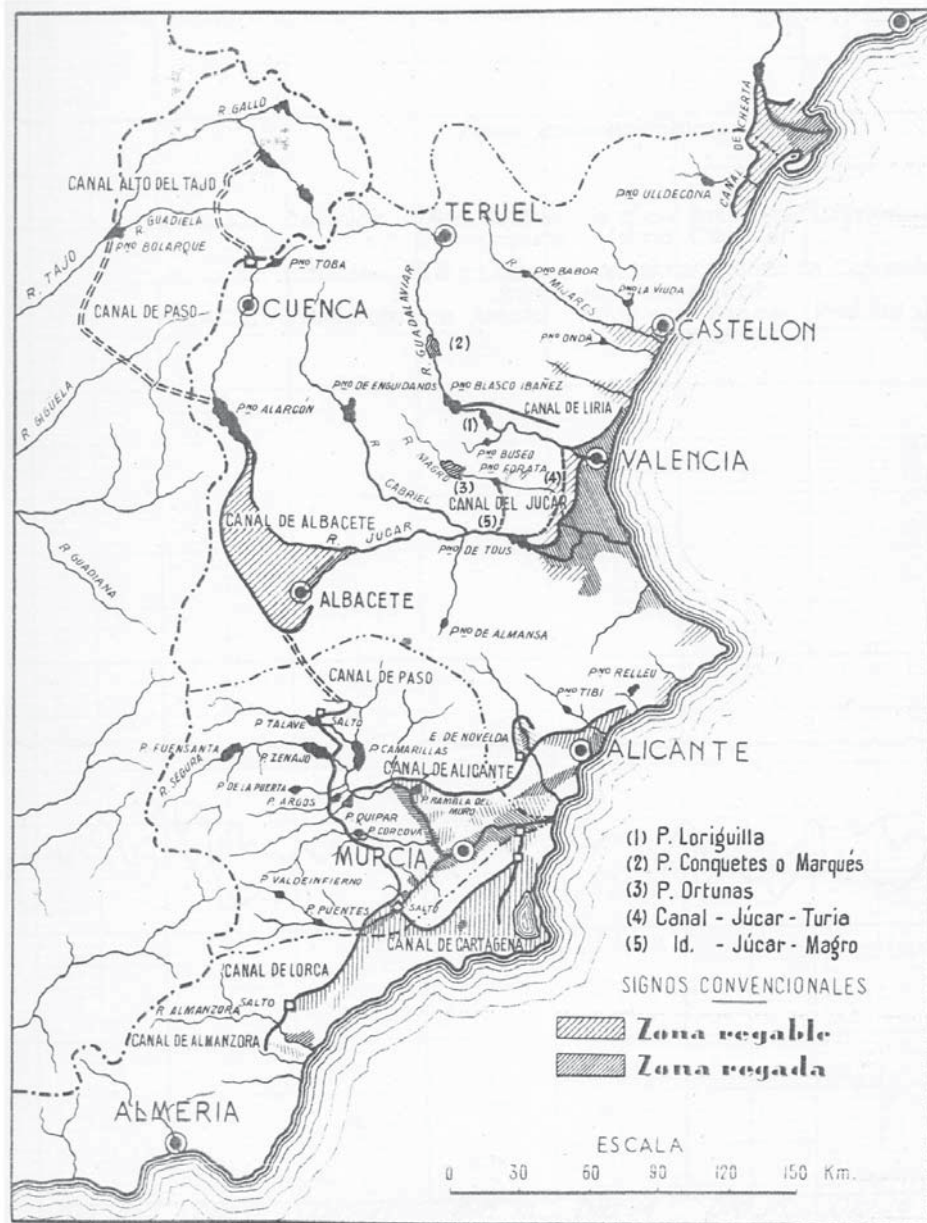 CANAL DE CHERTA
R. GALLO
CANAL ALTO DEL TAJO
PNO ULLDECONA
R. GUADIELA
TERUEL
PNO BOLARQUE
R. TAJO
PNO TOBA
PNO BABOR
R. MIJARES
PNO LA VIUDA
CANAL DE PASO
CUENCA
R. GUADALAVIAR
(2)
PNO ONDA
CASTELLON
R. GIGÜELA
PNO DE ENGUIDANOS
PNO BLASCO IBAÑEZ
CANAL DE LIRIA
PNO ALARCÓN
(1)
PNO BUSEO
R. MAGRO
PNO FORATA
VALENCIA
(3)
(4)
CANAL DEL JUCAR
R. CABRIEL
(5)
CANAL DE ALBACETE
R. JUCAR
PNO DE TOUS
R. GUADIANA
ALBACETE
PNO DE ALMANSA
CANAL DE PASO
PNO RELLEU
PNO TIBI
P. TALAVE
SALTO
E. DE NOVELDA
P. FUENSANTA
P. ZENAJO
P. CAMARILLAS
ALICANTE
R. SEGURA
CANAL DE ALICANTE
P. DE LA PUERTA
P. ARGOS
P. RAMBLA DEL MORO
P. QUIPAR
P. CORCOVA
MURCIA
P. VALDEINFIERNO
P. PUENTES
SALTO
CANAL DE CARTAGENA
CANAL DE LORCA
R. ALMANZORA
SALTO
CANAL DE ALMANZORA
ALMERIA
(1) P. Loriguilla
(2) P. Conquetes o Marqués
(3) P. Ortunas
(4) Canal - Júcar - Turia
(5) Id. - Júcar - Magro
SIGNOS CONVENCIONALES
Zona regable
Zona regada
ESCALA
0 30 60 90 120 150 Km.